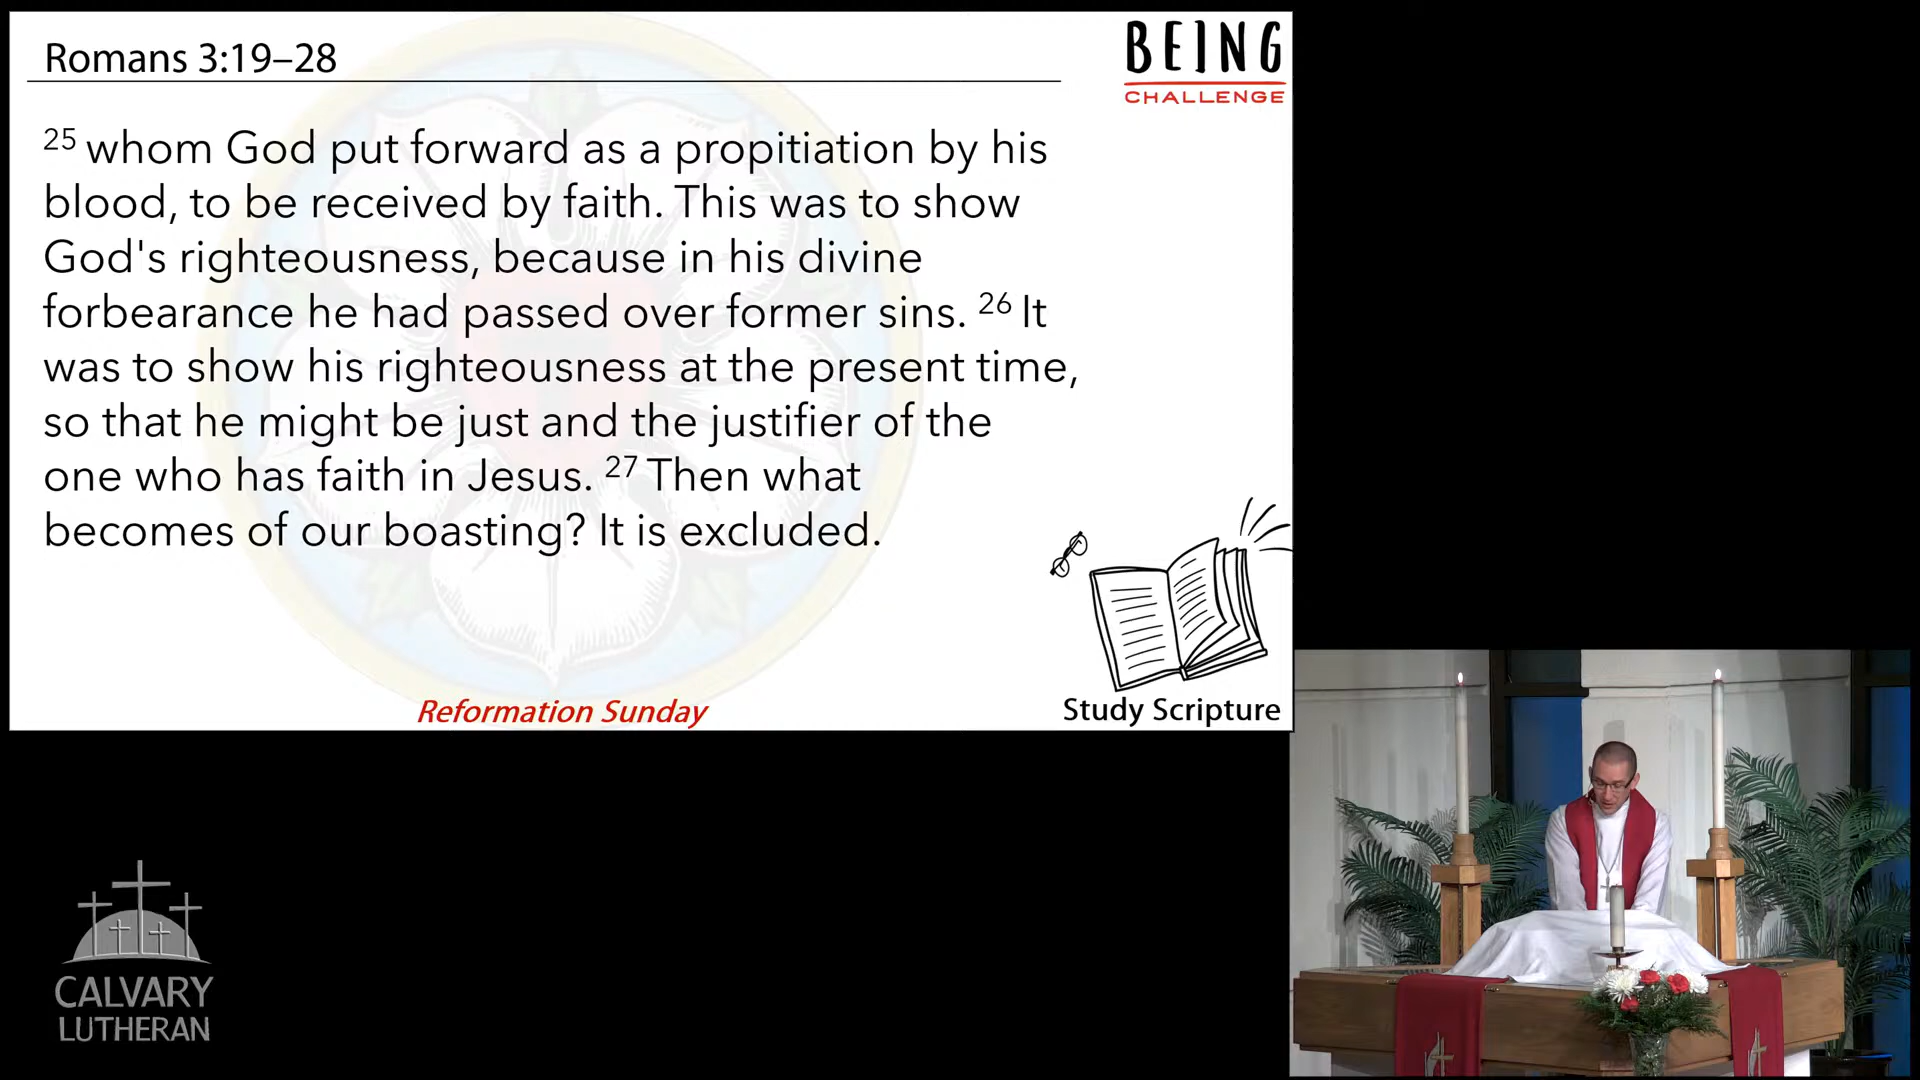 Romans 3:19–28
BEING
CHALLENGE
25 whom God put forward as a propitiation by his
blood, to be received by faith. This was to show
God's righteousness, because in his divine
forbearance he had passed over former sins. 26 It
was to show his righteousness at the present time,
so that he might be just and the justifier of the
one who has faith in Jesus. 27 Then what
becomes of our boasting? It is excluded.
Reformation Sunday
Study Scripture
CALVARY
LUTHERAN